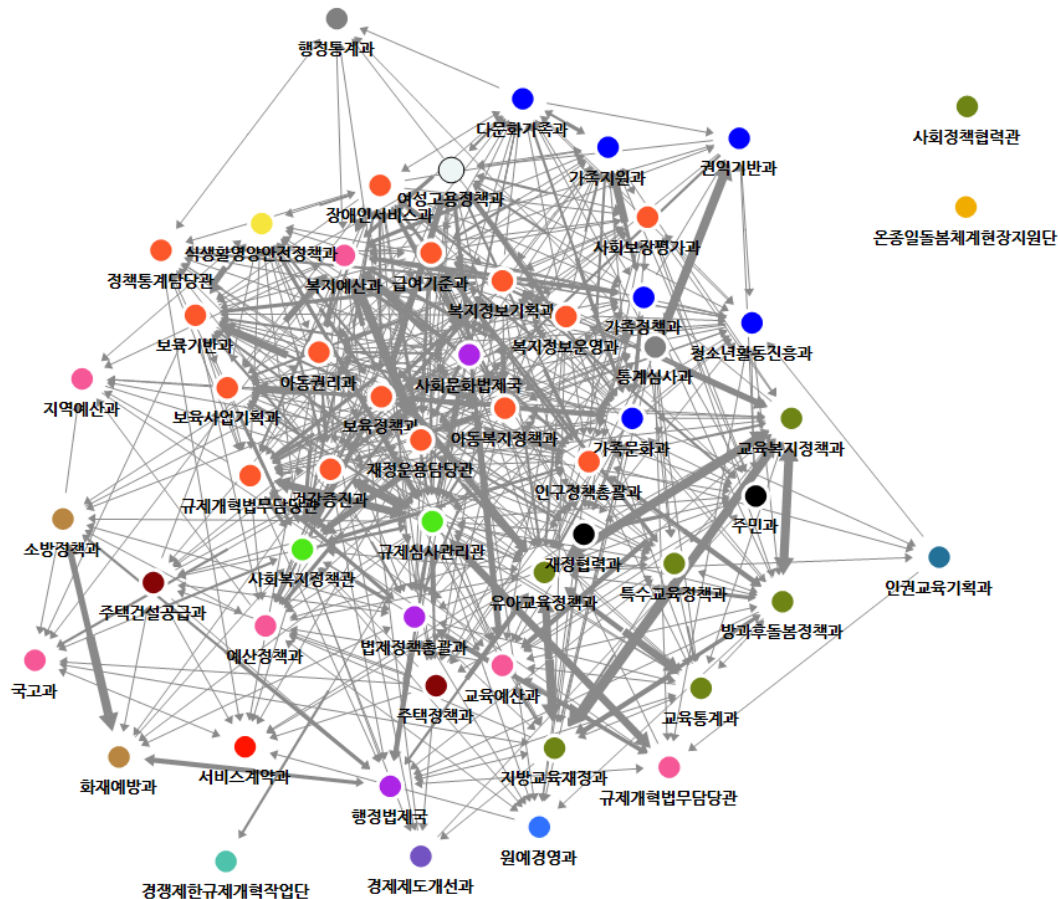 행정통계과
다문화가족과
사회정책협력관
가족지원과
권익기반과
여성고용정책과
장애인서비스과
온종일돌봄체계현장지원단
사회보장평가과
식생활영양안전정책과
정책통계담당관
복지예산과
급여기준과
복지정보기획과
가족정책과
보육기반과
복지정보운영과
청소년활동진흥과
통계심사과
아동권리과
사회문화법제국
지역예산과
보육사업기획과
보육정책과
아동복지정책과
가족문화과
교육복지정책과
재정운용담당관
인구정책총괄과
규제개혁법무담당관
건강증진과
주민과
소방정책과
규제심사관리관
재정협력과
사회복지정책관
인권교육기획과
유아교육정책과
특수교육정책과
주택건설공급과
방과후돌봄정책과
법제정책총괄과
예산정책과
국고과
교육예산과
주택정책과
교육통계과
화재예방과
서비스계약과
지방교육재정과
규제개혁법무담당관
행정법제국
원예경영과
경쟁제한규제개혁작업단
경제제도개선과